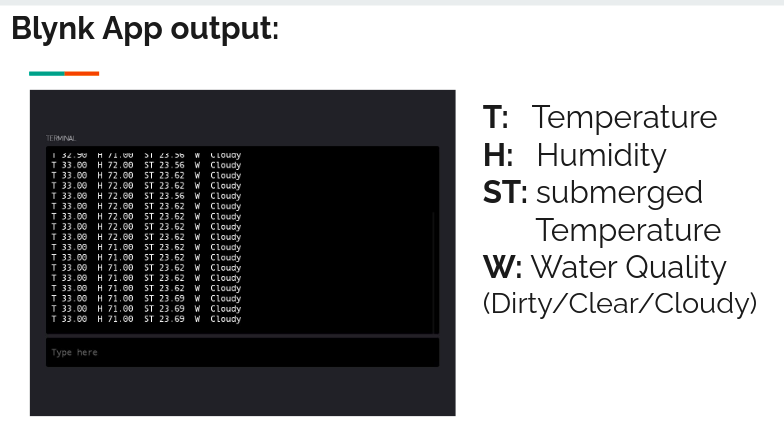 Blynk App output:
TERMINAL
T 32.90 H 71.00 ST 23.56 W Cloudy
T 33.00 H 72.00 ST 23.56 W Cloudy
T 33.00 H 72.00 ST 23.62 W Cloudy
T 33.00 H 72.00 ST 23.62 W Cloudy
T 33.00 H 72.00 ST 23.56 W Cloudy
T 33.00 H 72.00 ST 23.62 W Cloudy
T 33.00 H 72.00 ST 23.62 W Cloudy
T 33.00 H 72.00 ST 23.62 W Cloudy
T 33.00 H 72.00 ST 23.62 W Cloudy
T 33.00 H 71.00 ST 23.62 W Cloudy
T 33.00 H 71.00 ST 23.62 W Cloudy
T 33.00 H 71.00 ST 23.62 W Cloudy
T 33.00 H 71.00 ST 23.62 W Cloudy
T 33.00 H 71.00 ST 23.62 W Cloudy
T 33.00 H 71.00 ST 23.69 W Cloudy
T 33.00 H 71.00 ST 23.69 W Cloudy
T 33.00 H 71.00 ST 23.69 W Cloudy
Type here
T: Temperature
H: Humidity
ST: submerged
Temperature
W: Water Quality
(Dirty/Clear/Cloudy)